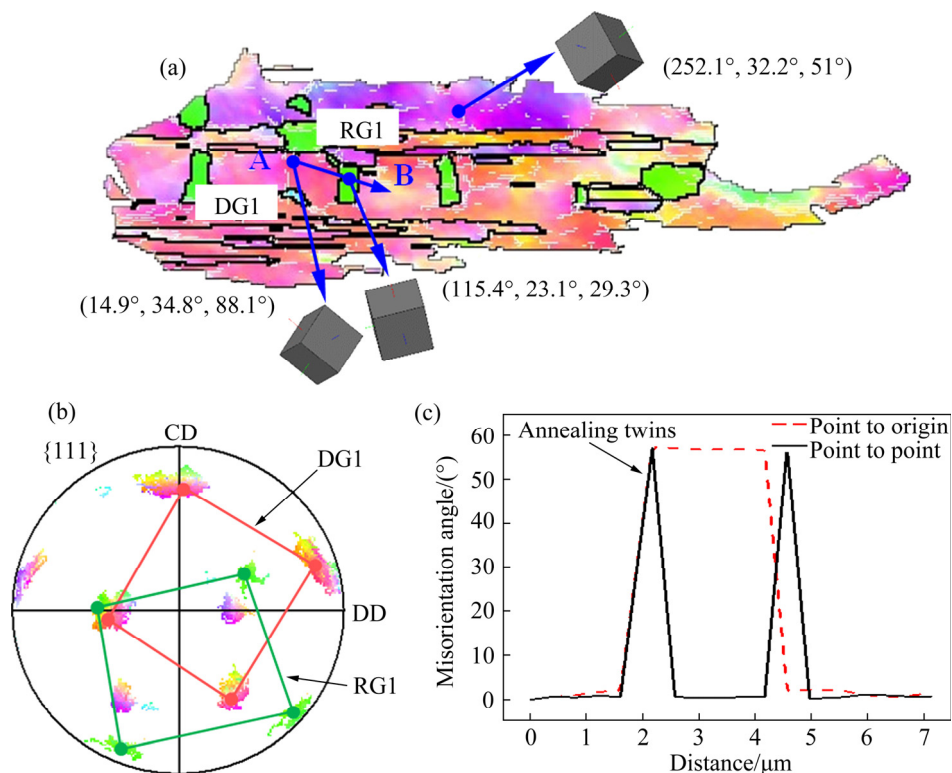 (a)
(252.1°, 32.2°, 51°)
RG1
A
B
DG1
(14.9°, 34.8°, 88.1°)
(115.4°, 23.1°, 29.3°)
(b)
{111}
CD
DG1
DD
RG1
(c)
Annealing twins
Point to origin
Point to point
Misorientation angle/(°)
60
50
40
30
20
10
0
0 1 2 3 4 5 6 7
Distance/μm